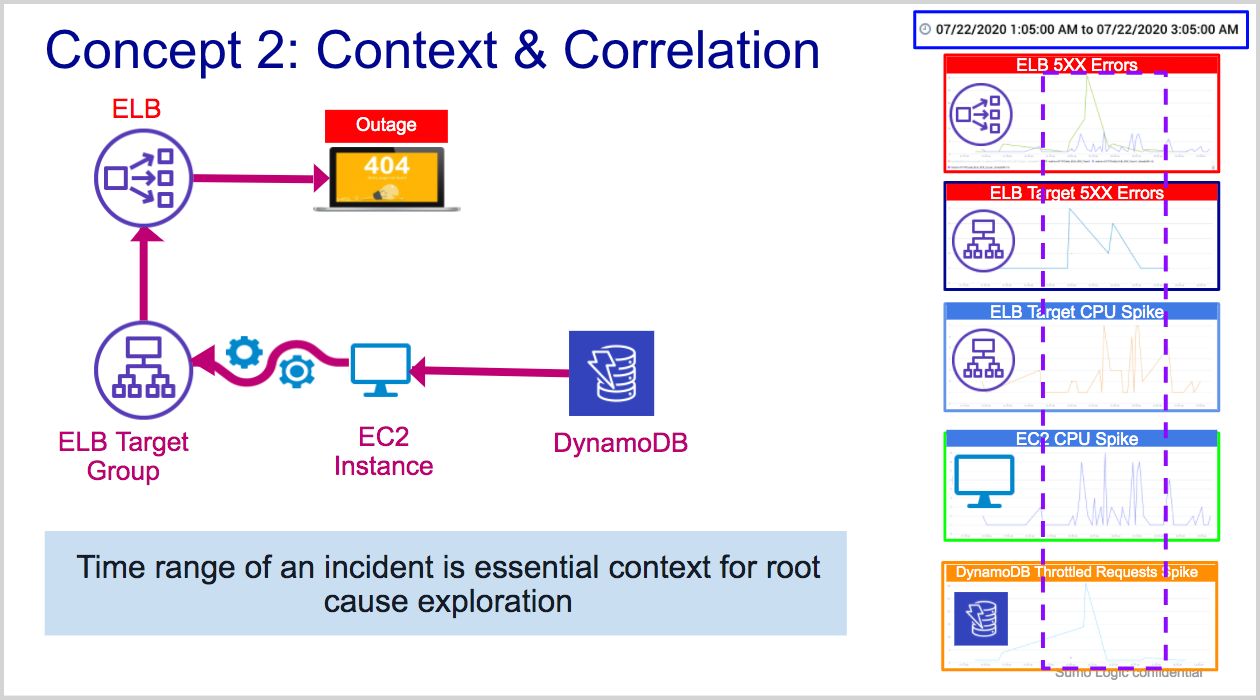 Concept 2: Context & Correlation
07/22/2020 1:05:00 AM to 07/22/2020 3:05:00 AM
ELB
Outage
404
ELB Target
Group
EC2
Instance
DynamoDB
Time range of an incident is essential context for root
cause exploration
ELB 5XX Errors
ELB Target 5XX Errors
ELB Target CPU Spike
EC2 CPU Spike
DynamoDB Throttled Requests Spike
Sumo Logic confidential